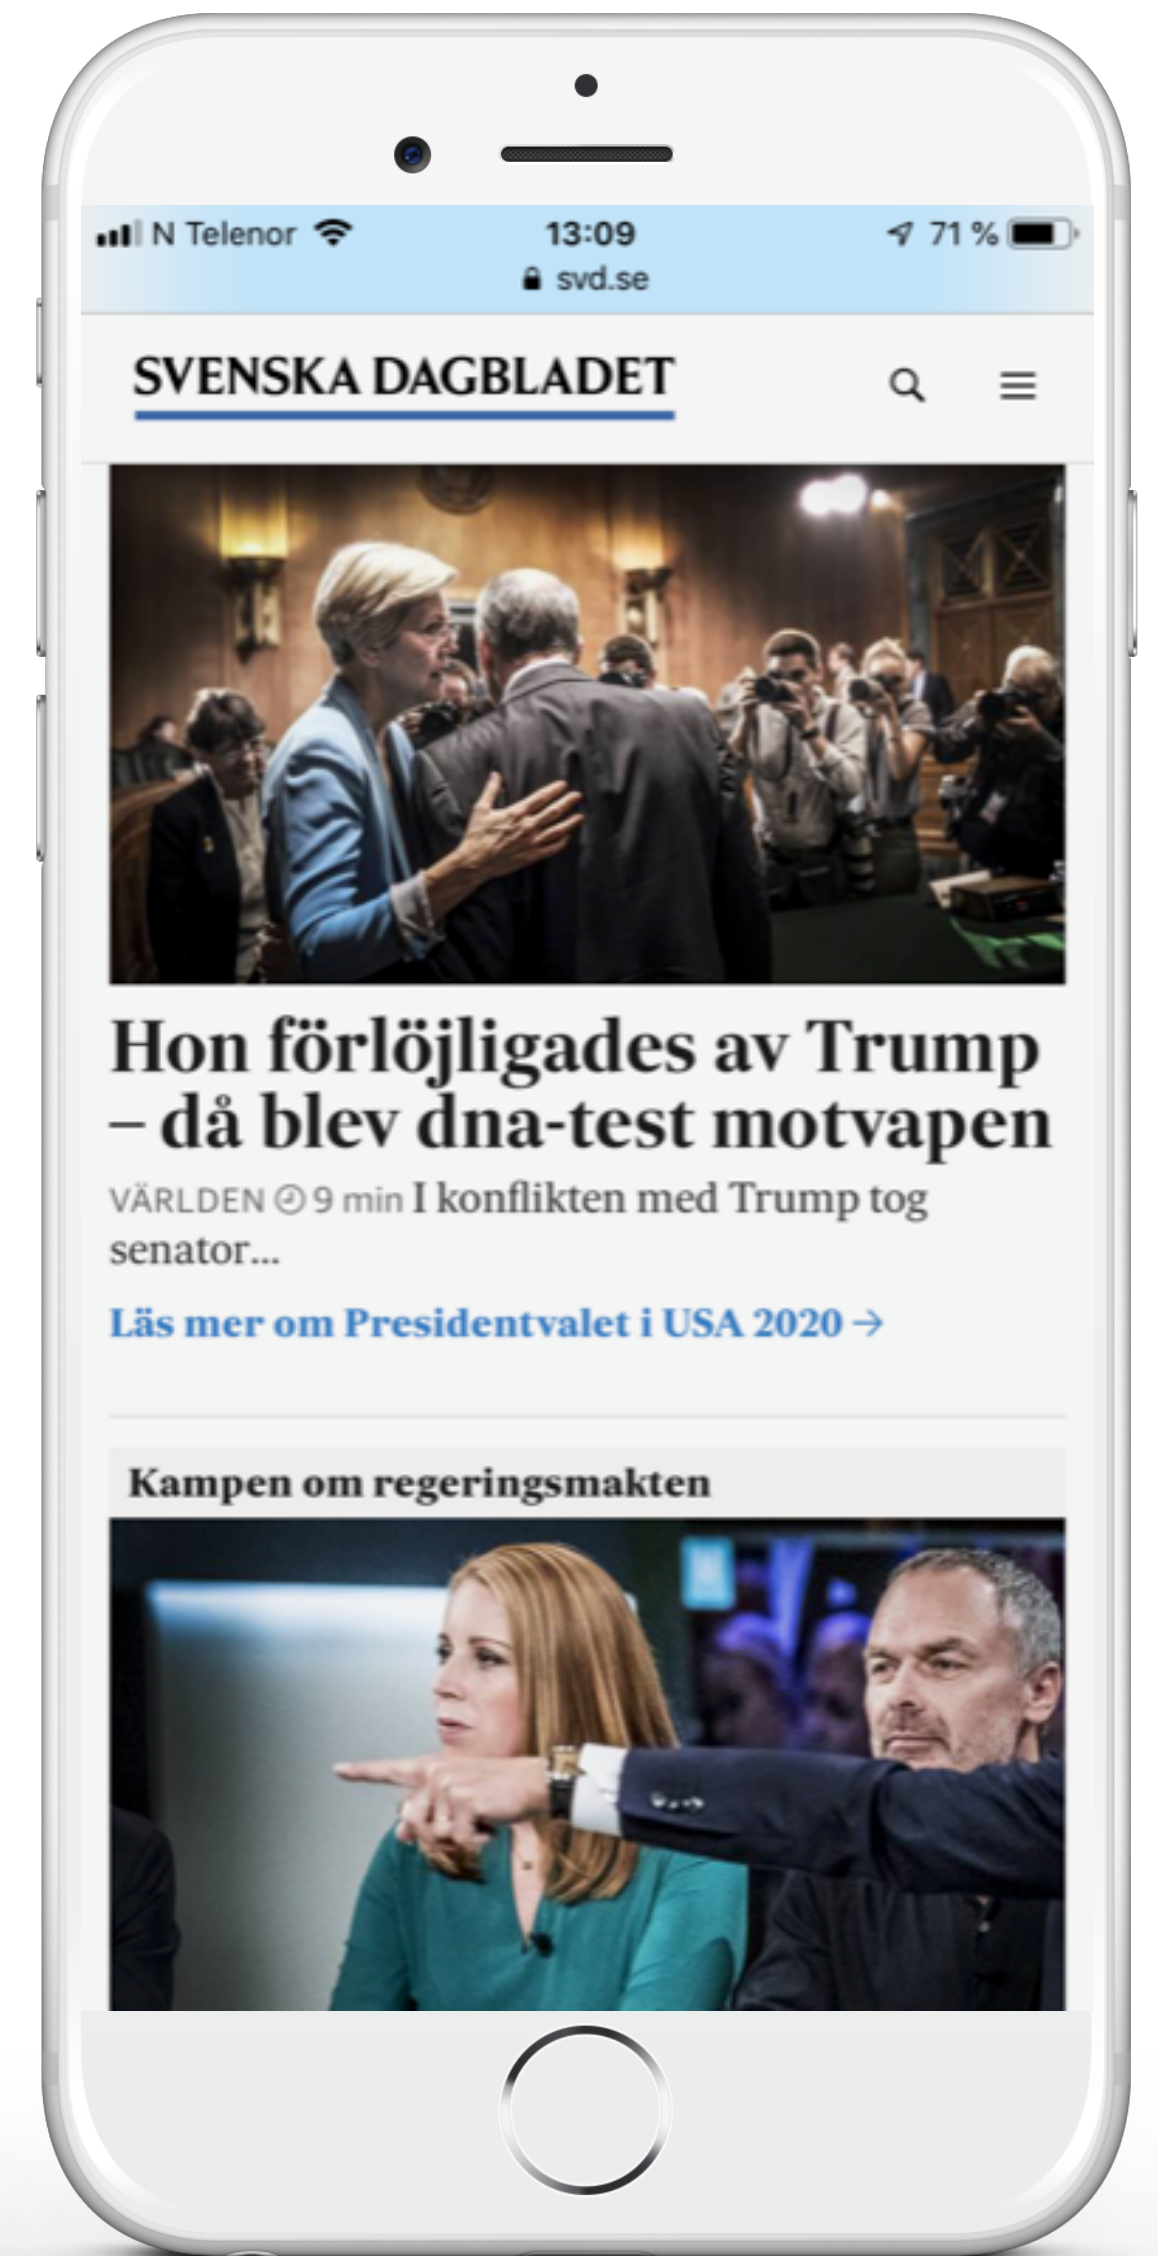 N Telenor 13:09 71 %
svd.se
SVENSKA DAGBLADET
Hon förlöjligades av Trump
– då blev dna-test motvapen
VÄRLDEN 9 min I konflikten med Trump tog
senator...
Läs mer om Presidentvalet i USA 2020 →
Kampen om regeringsmakten